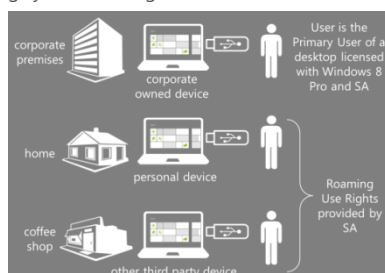 corporate
premises
corporate
owned device
User is the
Primary User of a
desktop licensed
with Windows 8
Pro and SA
home
personal device
Roaming
Use Rights
provided by
SA
coffee
shop
other third party device